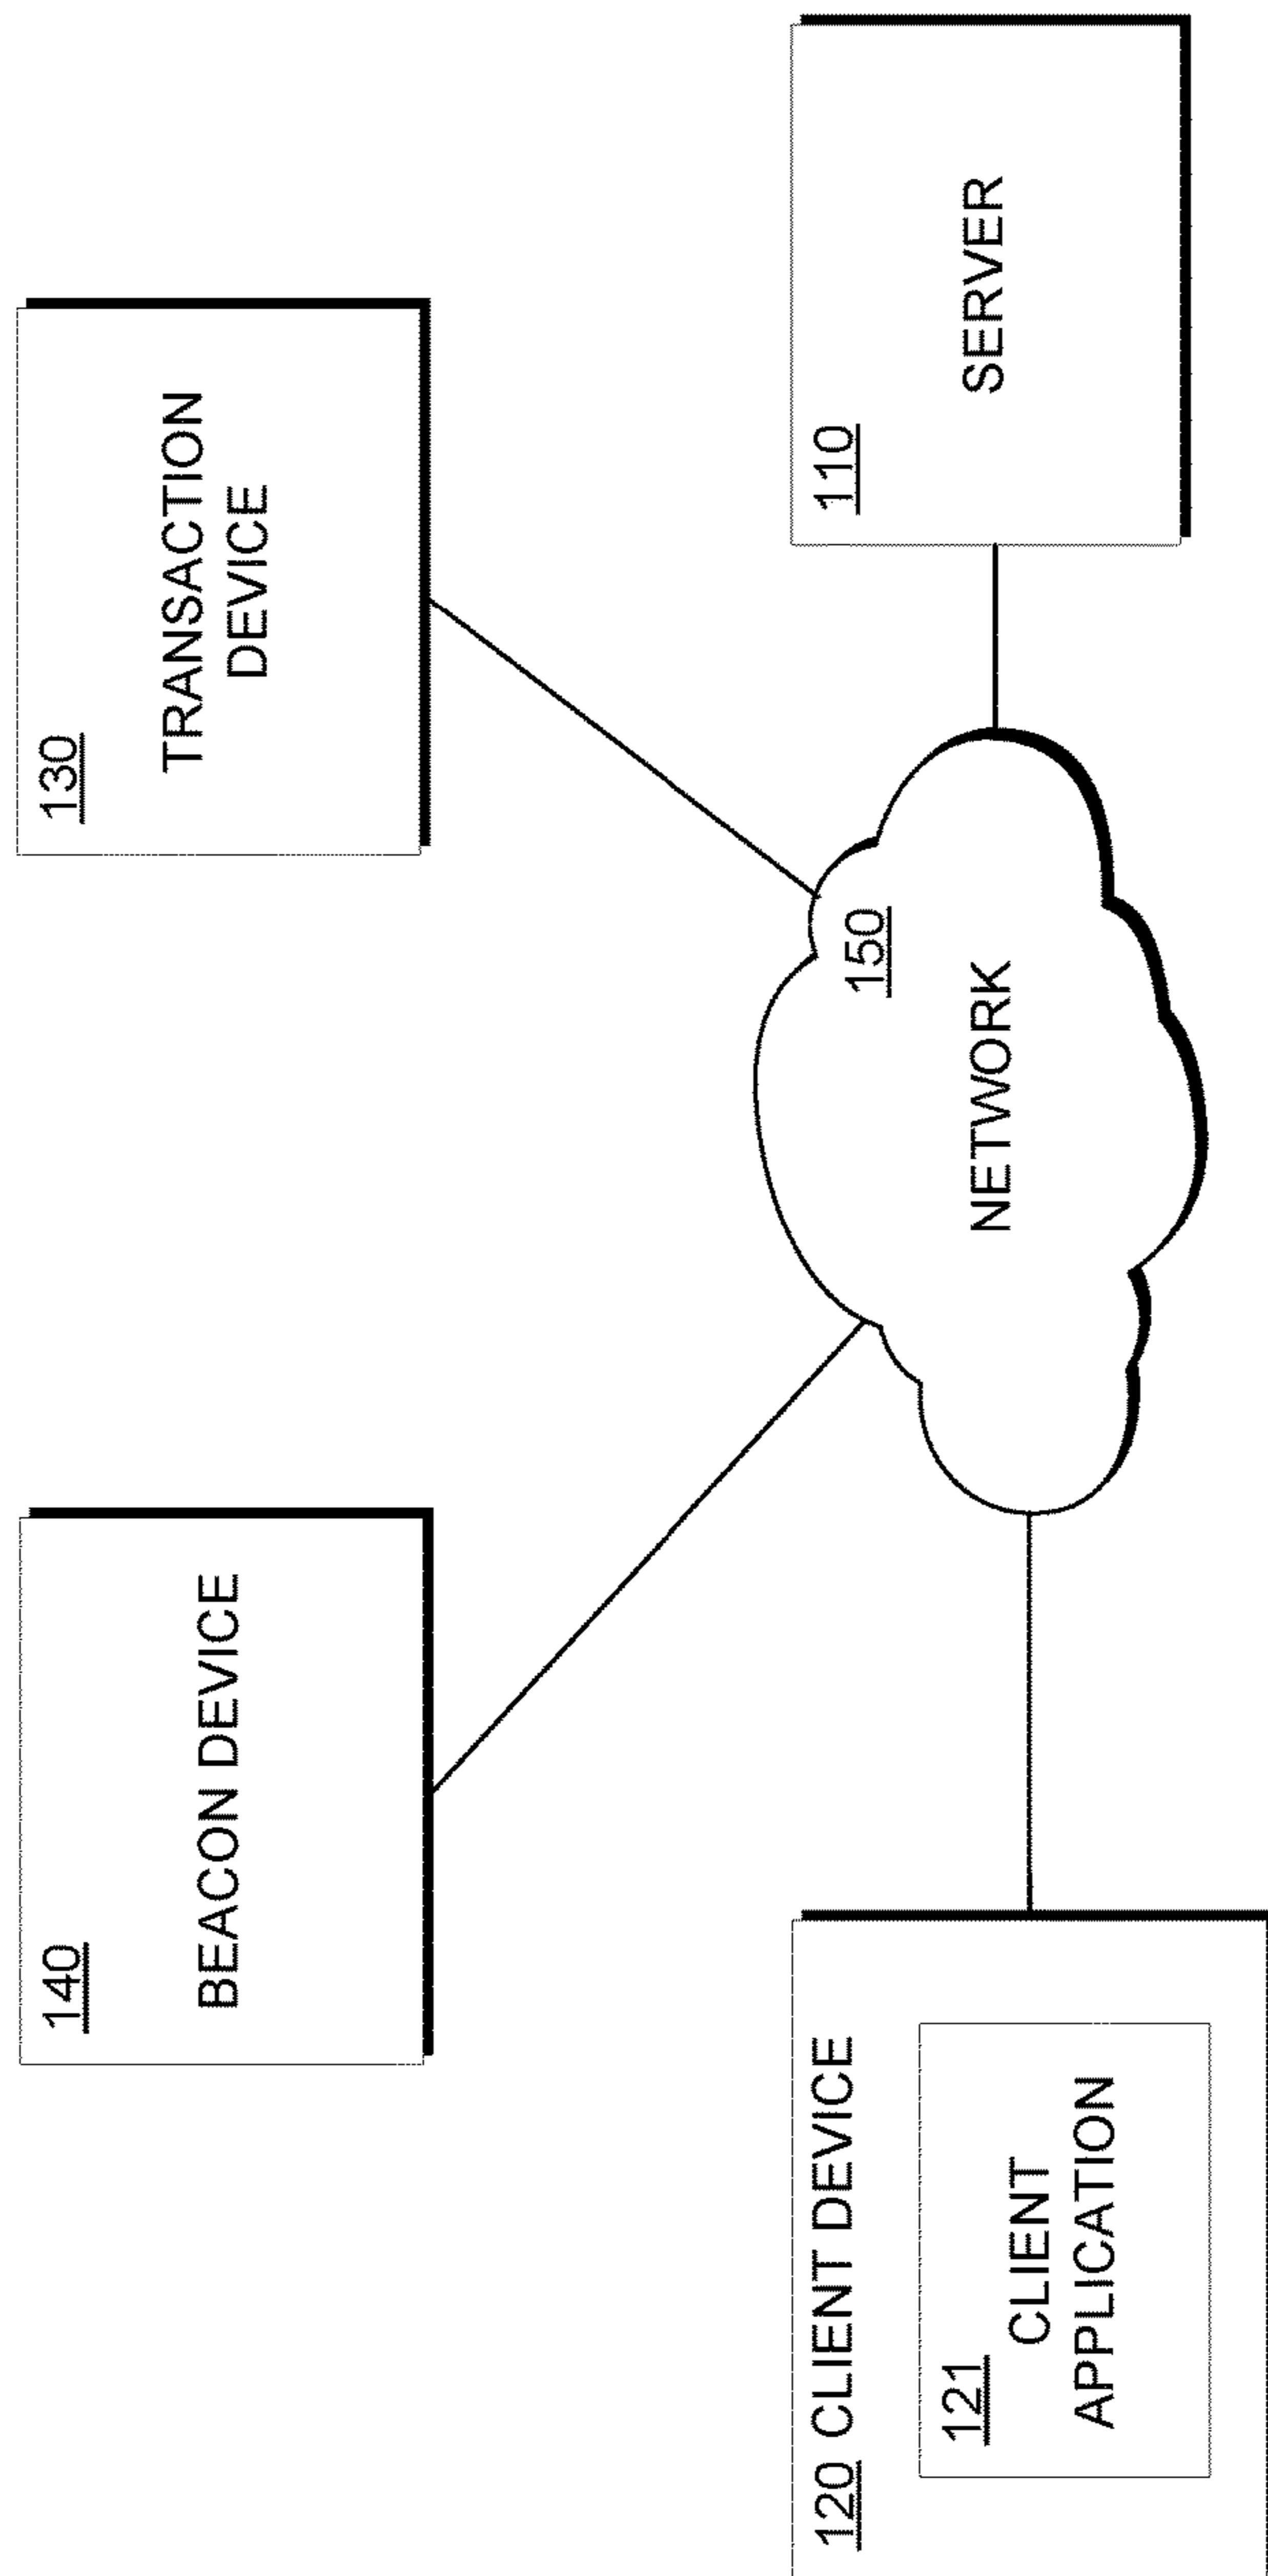 140
BEACON DEVICE
130
TRANSACTION
DEVICE
120 CLIENT DEVICE
121
CLIENT
APPLICATION
150
NETWORK
110
SERVER